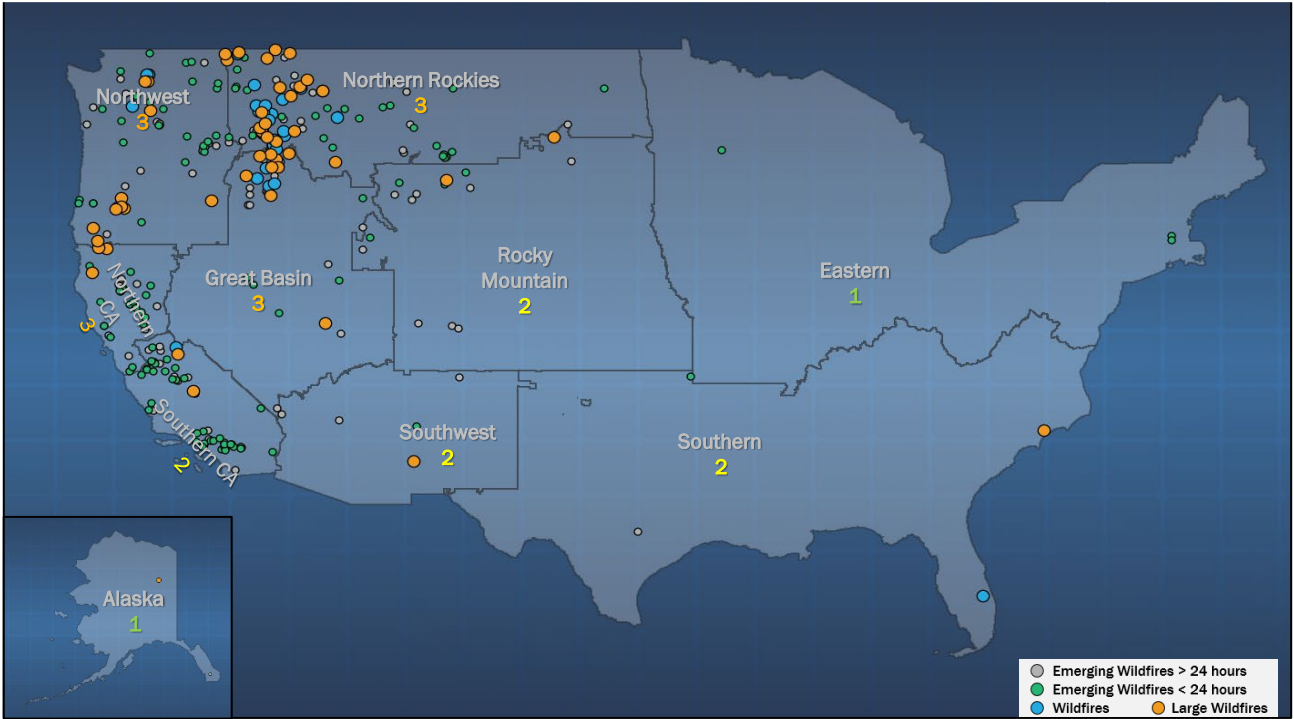 Northwest
3
Northern Rockies
3
Great Basin
3
Rocky
Mountain
2
Eastern
1
Northern
CA
3
Southern CA
2
Southwest
2
Southern
2
Alaska
1
Emerging Wildfires > 24 hours
Emerging Wildfires < 24 hours
Wildfires
Large Wildfires